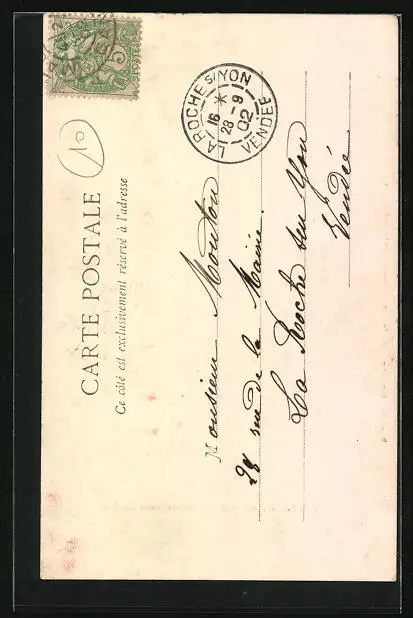 CARTE POSTALE
Ce côté est exclusivement réservé à l'adresse
10
LA ROCHE S/YON
16 *
28 - 9
02
VENDÉE
Monsieur Mouton
28 rue de la Mairie.
La Roche sur Yon
Vendée